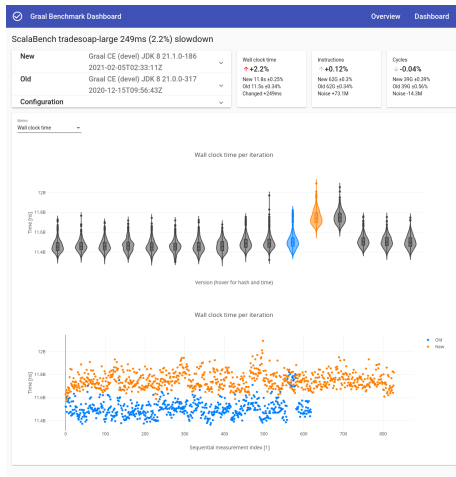 Graal Benchmark Dashboard
Overview Dashboard
ScalaBench tradesoap-large 249ms (2.2%) slowdown
New Graal CE (devel) JDK 8 21.1.0-186
2021-02-05T02:33:11Z
Old Graal CE (devel) JDK 8 21.0.0-317
2020-12-15T09:56:43Z
Configuration
Wall clock time
+2.2%
New 11.8s ±0.25%
Old 11.5s ±0.34%
Changed +249ms
Instructions
+0.12%
New 62G ±0.3%
Old 62G ±0.34%
Noise +73.1M
Cycles
-0.04%
New 39G ±0.39%
Old 39G ±0.56%
Noise -14.3M
Metric
Wall clock time
Wall clock time per iteration
Time [ns]
12B
11.8B
11.6B
11.4B
Version (hover for hash and time)
Wall clock time per iteration
Old
New
Time [ns]
12B
11.8B
11.6B
11.4B
0 100 200 300 400 500 600 700 800
Sequential measurement index [1]